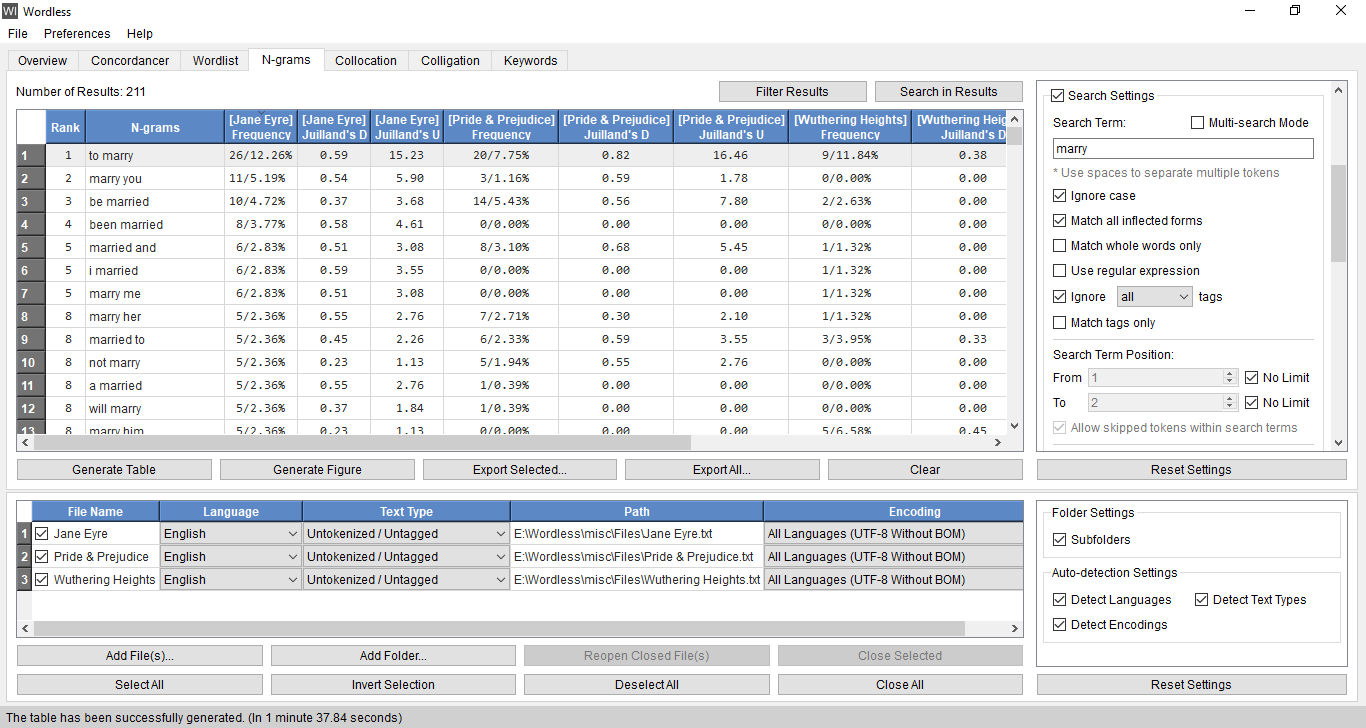 WI Wordless
File Preferences Help
Overview Concordancer Wordlist N-grams Collocation Colligation Keywords
Number of Results: 211 Filter Results Search in Results
Rank N-grams [Jane Eyre] Frequency [Jane Eyre] Juilland's D [Jane Eyre] Juilland's U [Pride & Prejudice] Frequency [Pride & Prejudice] Juilland's D [Pride & Prejudice] Juilland's U [Wuthering Heights] Frequency [Wuthering Hei Juilland's D
1 1 to marry 26/12.26% 0.59 15.23 20/7.75% 0.82 16.46 9/11.84% 0.38
2 2 marry you 11/5.19% 0.54 5.90 3/1.16% 0.59 1.78 0/0.00% 0.00
3 3 be married 10/4.72% 0.37 3.68 14/5.43% 0.56 7.80 2/2.63% 0.00
4 4 been married 8/3.77% 0.58 4.61 0/0.00% 0.00 0.00 0/0.00% 0.00
5 5 married and 6/2.83% 0.51 3.08 8/3.10% 0.68 5.45 1/1.32% 0.00
6 5 i married 6/2.83% 0.59 3.55 0/0.00% 0.00 0.00 1/1.32% 0.00
7 5 marry me 6/2.83% 0.51 3.08 0/0.00% 0.00 0.00 1/1.32% 0.00
8 8 marry her 5/2.36% 0.55 2.76 7/2.71% 0.30 2.10 1/1.32% 0.00
9 8 married to 5/2.36% 0.45 2.26 6/2.33% 0.59 3.55 3/3.95% 0.33
10 8 not marry 5/2.36% 0.23 1.13 5/1.94% 0.55 2.76 0/0.00% 0.00
11 8 a married 5/2.36% 0.55 2.76 1/0.39% 0.00 0.00 0/0.00% 0.00
12 8 will marry 5/2.36% 0.37 1.84 1/0.39% 0.00 0.00 0/0.00% 0.00
13 8 marry him 5/2.36% 0.23 1.13 0/0.00% 0.00 0.00 5/6.58% 0.45
Generate Table Generate Figure Export Selected... Export All... Clear
Search Settings
Search Term: Multi-search Mode
marry
* Use spaces to separate multiple tokens
Ignore case
Match all inflected forms
Match whole words only
Use regular expression
Ignore all tags
Match tags only
Search Term Position:
From 1 No Limit
To 2 No Limit
Allow skipped tokens within search terms
Reset Settings
File Name Language Text Type Path Encoding
1 Jane Eyre English Untokenized / Untagged E:\Wordless\misc\Files\Jane Eyre.txt All Languages (UTF-8 Without BOM)
2 Pride & Prejudice English Untokenized / Untagged E:\Wordless\misc\Files\Pride & Prejudice.txt All Languages (UTF-8 Without BOM)
3 Wuthering Heights English Untokenized / Untagged E:\Wordless\misc\Files\Wuthering Heights.txt All Languages (UTF-8 Without BOM)
Add File(s)... Add Folder... Reopen Closed File(s) Close Selected
Select All Invert Selection Deselect All Close All
Folder Settings
Subfolders
Auto-detection Settings
Detect Languages Detect Text Types
Detect Encodings
Reset Settings
The table has been successfully generated. (In 1 minute 37.84 seconds)